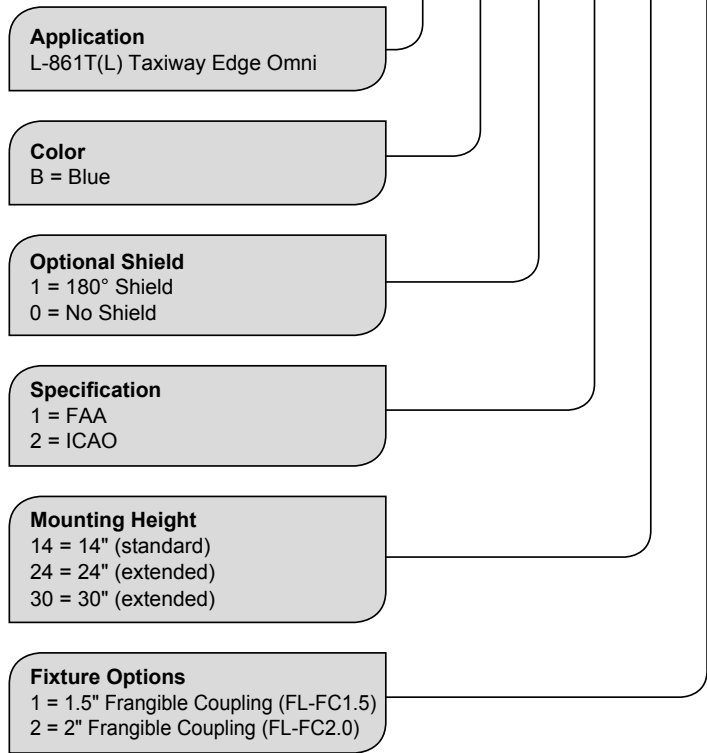 Application
L-861T(L) Taxiway Edge Omni
Color
B = Blue
Optional Shield
1 = 180° Shield
0 = No Shield
Specification
1 = FAA
2 = ICAO
Mounting Height
14 = 14" (standard)
24 = 24" (extended)
30 = 30" (extended)
Fixture Options
1 = 1.5" Frangible Coupling (FL-FC1.5)
2 = 2" Frangible Coupling (FL-FC2.0)